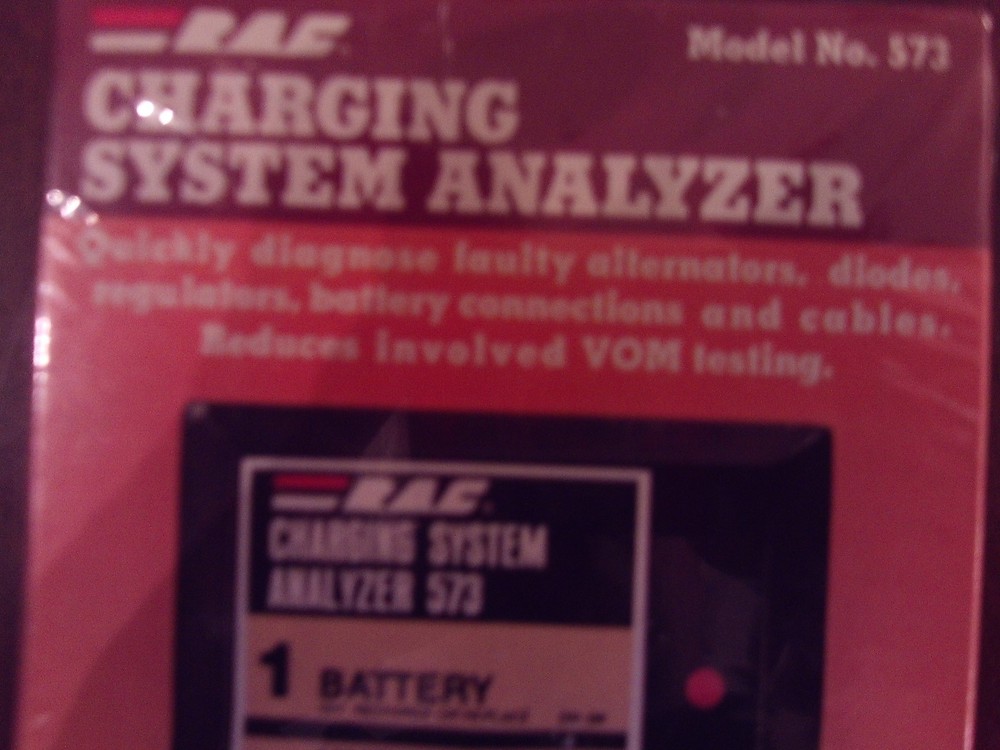 RAC
Model No. 573
CHARGING
SYSTEM ANALYZER
Quickly diagnose faulty alternators, diodes,
regulators, battery connections and cables.
Reduces involved VOM testing.
RAC
CHARGING SYSTEM
ANALYZER 573
1 BATTERY